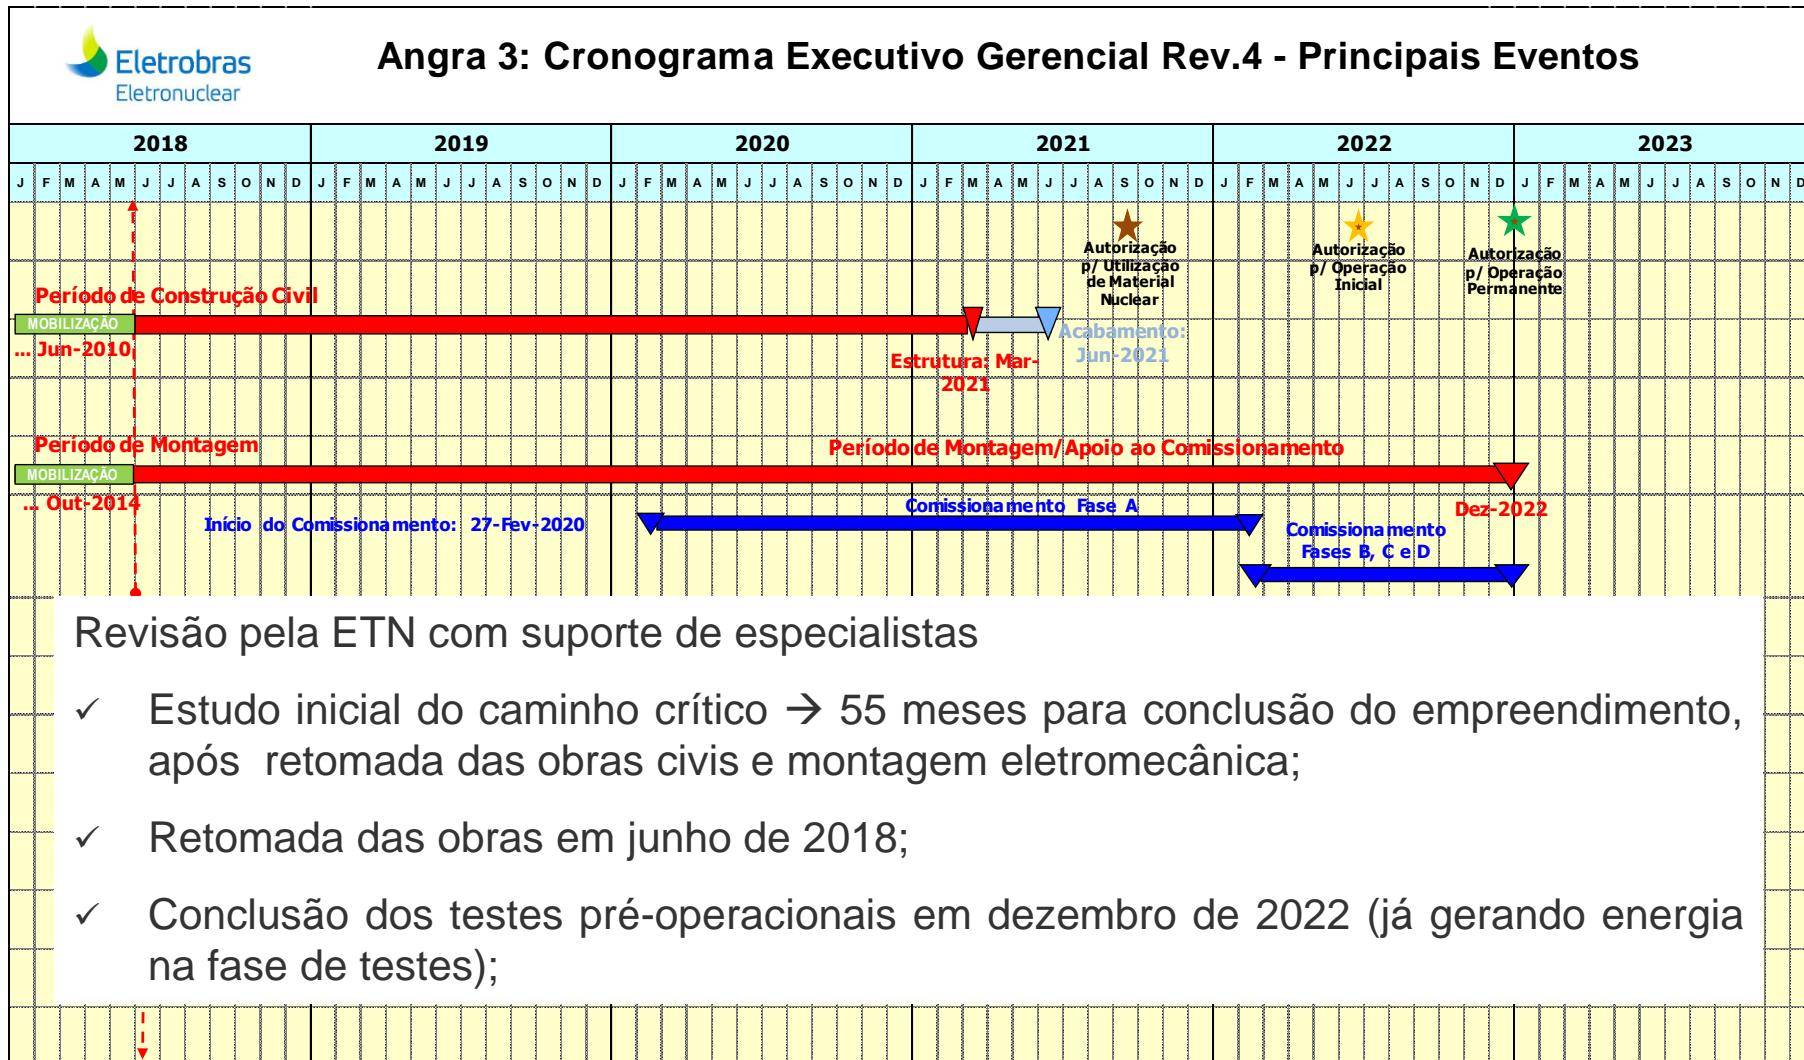 Eletrobras
Eletronuclear
Angra 3: Cronograma Executivo Gerencial Rev.4 - Principais Eventos
2018 2019 2020 2021 2022 2023
J F M A M J J A S O N D J F M A M J J A S O N D J F M A M J J A S O N D J F M A M J J A S O N D J F M A M J J A S O N D J F M A M J J A S O N D
Autorização
p/ Utilização
de Material
Nuclear
Autorização
p/ Operação
Inicial
Autorização
p/ Operação
Permanente
Período de Construção Civil
MOBILIZAÇÃO
... Jun-2010
Acabamento:
Jun-2021
Estrutura: Mar-
2021
Período de Montagem
Período de Montagem/Apoio ao Comissionamento
MOBILIZAÇÃO
... Out-2014
Dez-2022
Início do Comissionamento: 27-Fev-2020
Comissionamento Fase A
Comissionamento
Fases B, C e D
Revisão pela ETN com suporte de especialistas
✓ Estudo inicial do caminho crítico → 55 meses para conclusão do empreendimento,
após retomada das obras civis e montagem eletromecânica;
✓ Retomada das obras em junho de 2018;
✓ Conclusão dos testes pré-operacionais em dezembro de 2022 (já gerando energia
na fase de testes);